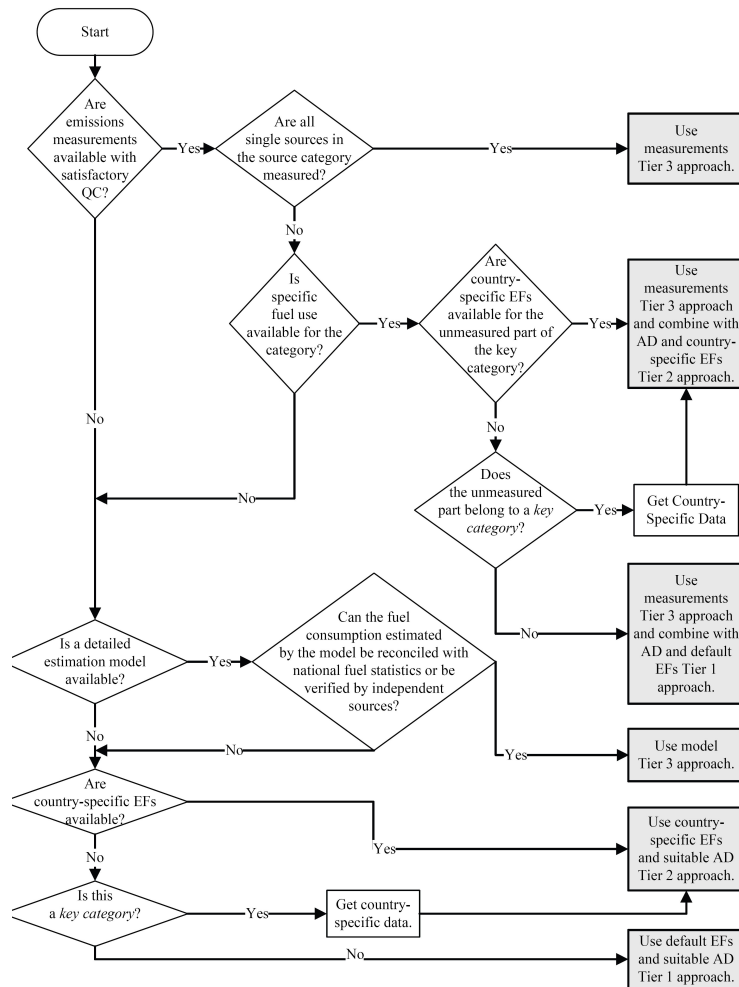 Start
Are
emissions
measurements
available with
satisfactory
QC?
Yes
Are all
single sources in
the source category
measured?
Yes
Use
measurements
Tier 3 approach.
No
No
Is
specific
fuel use
available for the
category?
Yes
Are
country-
specific EFs
available for the
unmeasured part of
the key
category?
Yes
Use
measurements
Tier 3 approach
and combine with
AD and country-
specific EFs
Tier 2 approach.
No
No
Does
the unmeasured
part belong to a key
category?
Yes
Get Country-
Specific Data
No
Use
measurements
Tier 3 approach
and combine with
AD and default
EFs Tier 1
approach.
Is a detailed
estimation model
available?
Yes
Can the fuel
consumption estimated
by the model be reconciled with
national fuel statistics or be
verified by independent
sources?
No
No
Yes
Use model
Tier 3 approach.
Are
country-specific EFs
available?
Yes
Use country-
specific EFs
and suitable AD
Tier 2 approach.
No
Is this
a key category?
Yes
Get country-
specific data.
No
Use default EFs
and suitable AD
Tier 1 approach.